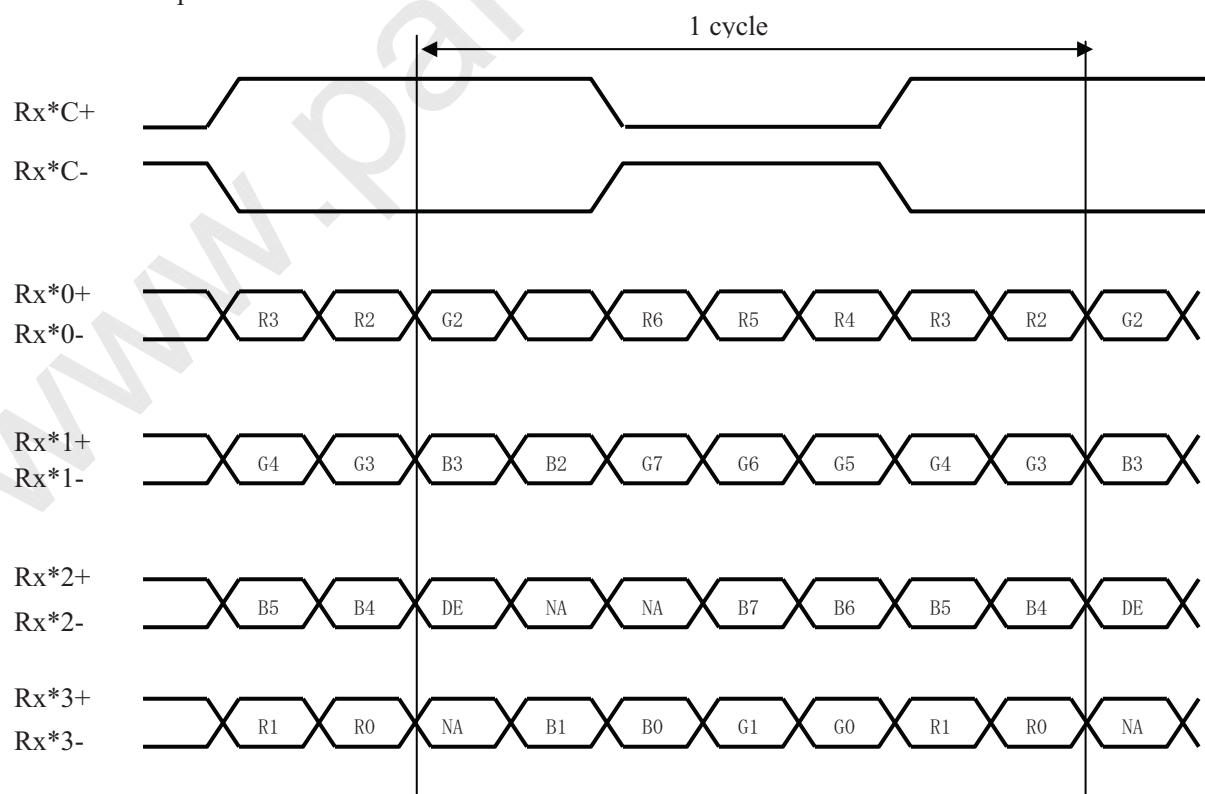 1 cycle
Rx*C+
Rx*C-
Rx*0+
R3 R2 G2 R6 R5 R4 R3 R2 G2
Rx*0-
Rx*1+
G4 G3 B3 B2 G7 G6 G5 G4 G3 B3
Rx*1-
Rx*2+
B5 B4 DE NA NA B7 B6 B5 B4 DE
Rx*2-
Rx*3+
R1 R0 NA B1 B0 G1 G0 R1 R0 NA
Rx*3-